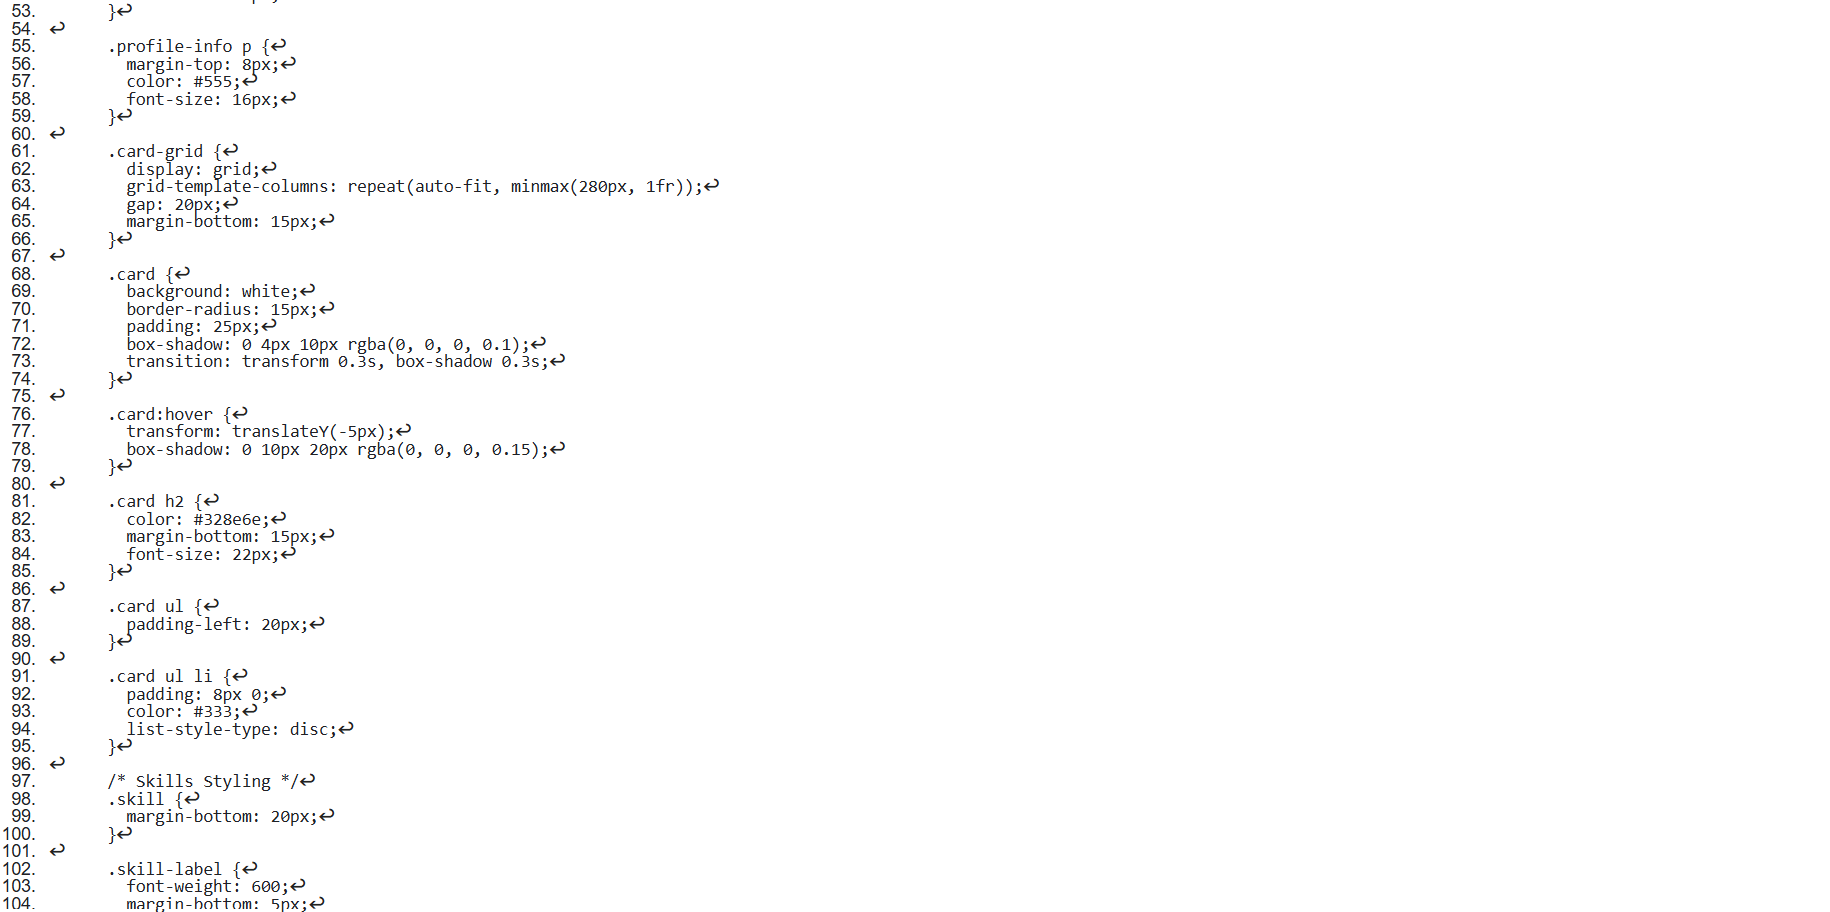 53. }↩
54. ↩
55. .profile-info p {↩
56. margin-top: 8px;↩
57. color: #555;↩
58. font-size: 16px;↩
59. }↩
60. ↩
61. .card-grid {↩
62. display: grid;↩
63. grid-template-columns: repeat(auto-fit, minmax(280px, 1fr));↩
64. gap: 20px;↩
65. margin-bottom: 15px;↩
66. }↩
67. ↩
68. .card {↩
69. background: white;↩
70. border-radius: 15px;↩
71. padding: 25px;↩
72. box-shadow: 0 4px 10px rgba(0, 0, 0, 0.1);↩
73. transition: transform 0.3s, box-shadow 0.3s;↩
74. }↩
75. ↩
76. .card:hover {↩
77. transform: translateY(-5px);↩
78. box-shadow: 0 10px 20px rgba(0, 0, 0, 0.15);↩
79. }↩
80. ↩
81. .card h2 {↩
82. color: #328e6e;↩
83. margin-bottom: 15px;↩
84. font-size: 22px;↩
85. }↩
86. ↩
87. .card ul {↩
88. padding-left: 20px;↩
89. }↩
90. ↩
91. .card ul li {↩
92. padding: 8px 0;↩
93. color: #333;↩
94. list-style-type: disc;↩
95. }↩
96. ↩
97. /* Skills Styling */↩
98. .skill {↩
99. margin-bottom: 20px;↩
100. }↩
101. ↩
102. .skill-label {↩
103. font-weight: 600;↩
104. margin-bottom: 5px;↩